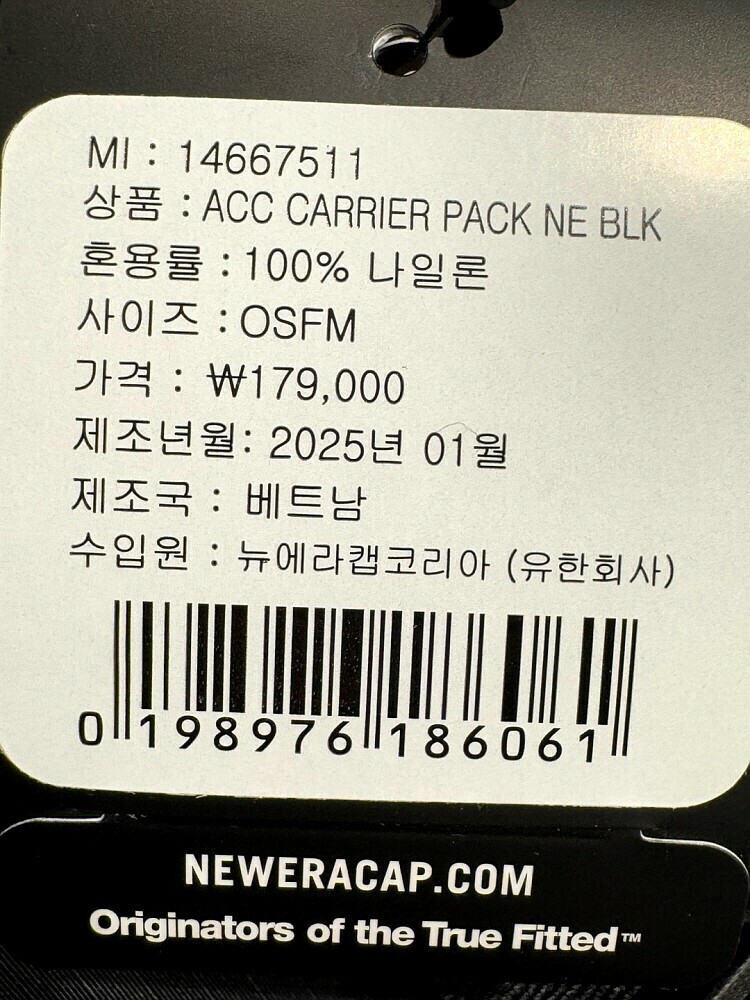 MI : 14667511
상품 : ACC CARRIER PACK NE BLK
혼용률 : 100% 나일론
사이즈 : OSFM
가격 : ₩179,000
제조년월: 2025년 01월
제조국 : 베트남
수입원 : 뉴에라캡코리아 (유한회사)
0 198976 186061
NEWERACAP.COM
Originators of the True Fitted™